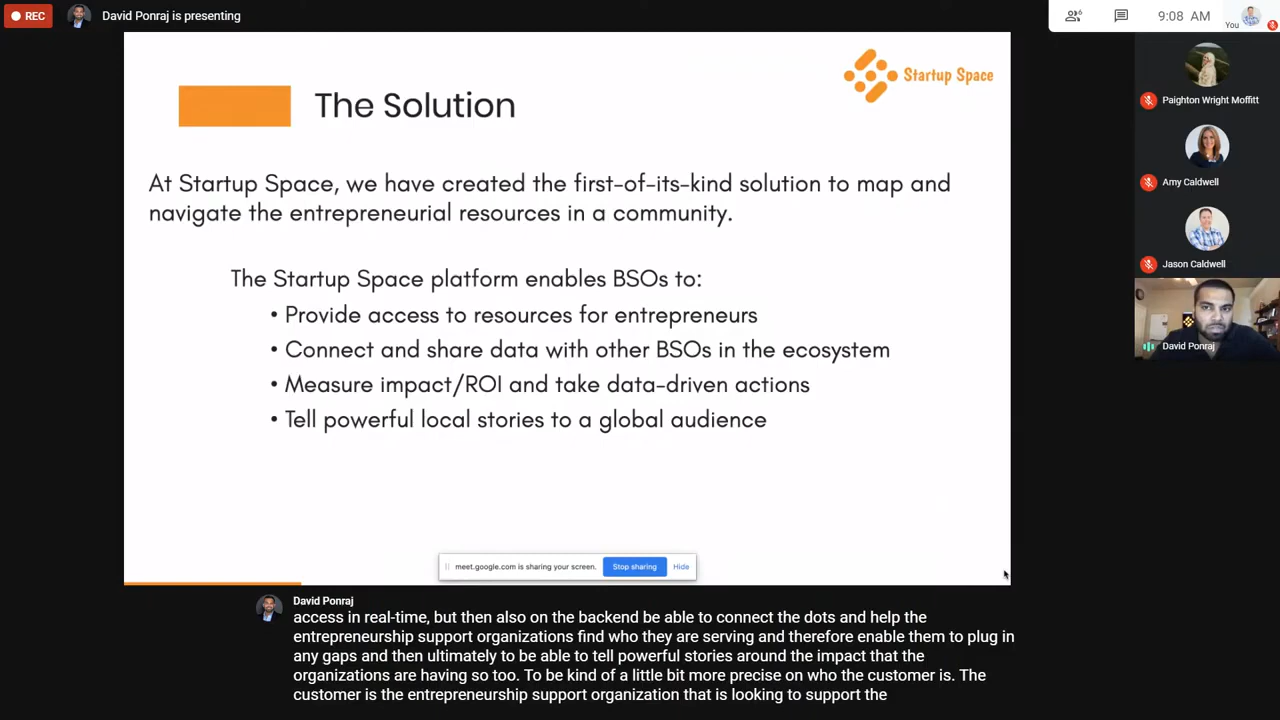 REC
David Ponraj is presenting
6
9:08 AM
You
Startup Space
The Solution
At Startup Space, we have created the first-of-its-kind solution to map and
navigate the entrepreneurial resources in a community.
The Startup Space platform enables BSOs to:
• Provide access to resources for entrepreneurs
• Connect and share data with other BSOs in the ecosystem
• Measure impact/ROI and take data-driven actions
• Tell powerful local stories to a global audience
Paighton Wright Moffitt
Amy Caldwell
Jason Caldwell
David Ponraj
meet.google.com is sharing your screen.
Stop sharing
Hide
David Ponraj
access in real-time, but then also on the backend be able to connect the dots and help the
entrepreneurship support organizations find who they are serving and therefore enable them to plug in
any gaps and then ultimately to be able to tell powerful stories around the impact that the
organizations are having so too. To be kind of a little bit more precise on who the customer is. The
customer is the entrepreneurship support organization that is looking to support the